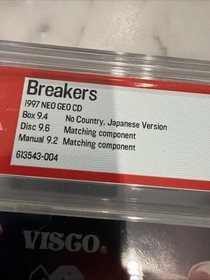 Breakers
1997 NEO GEO CD
Box 9.4 No Country, Japanese Version
Disc 9.6 Matching component
Manual 9.2 Matching component
613543-004
VISCO®